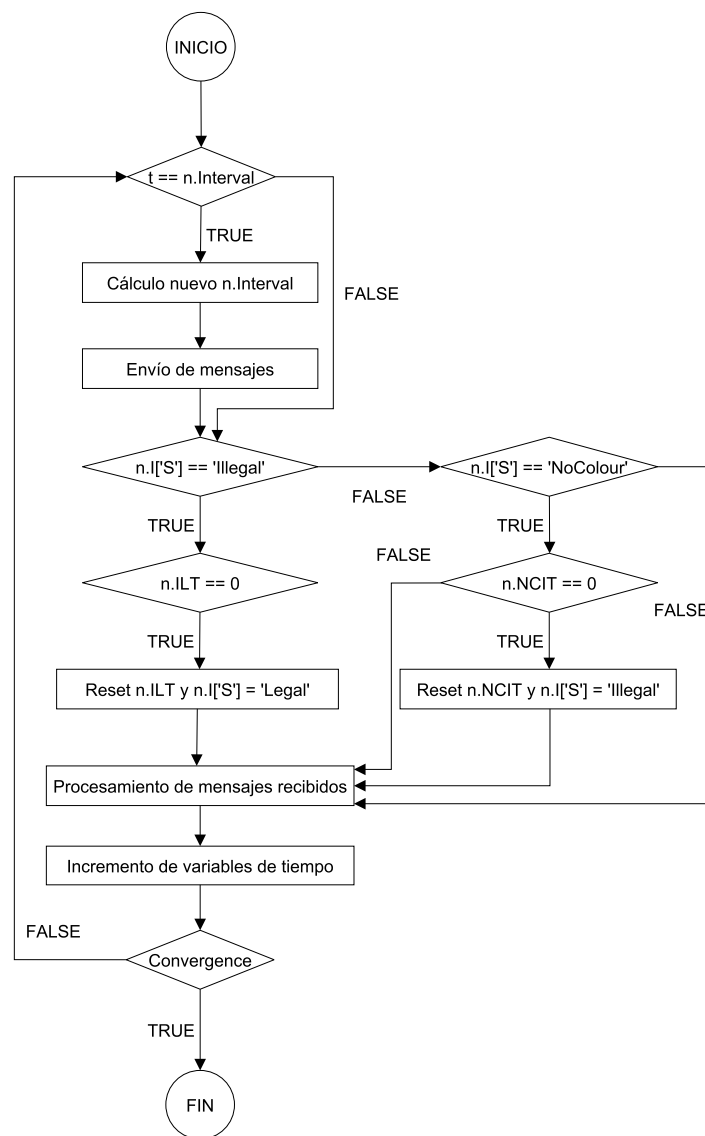 INICIO
t == n.Interval
TRUE
Cálculo nuevo n.Interval
FALSE
Envío de mensajes
n.I['S'] == 'Illegal'
n.I['S'] == 'NoColour'
FALSE
TRUE
TRUE
FALSE
n.ILT == 0
n.NCIT == 0
FALSE
TRUE
TRUE
Reset n.ILT y n.I['S'] = 'Legal'
Reset n.NCIT y n.I['S'] = 'Illegal'
Procesamiento de mensajes recibidos
Incremento de variables de tiempo
FALSE
Convergence
TRUE
FIN